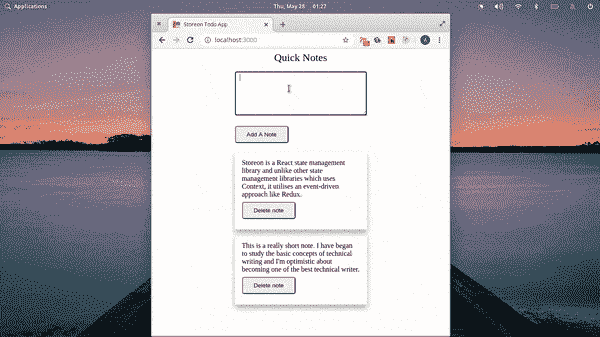 Applications
Thu, May 28 01:27
Storeon Todo App
localhost:3000
Quick Notes
Add A Note
Storeon is a React state management
library and unlike other state
management libraries which uses
Context, it utilises an event-driven
approach like Redux.
Delete note
This is a really short note. I have began
to study the basic concepts of technical
writing and I'm optimistic about
becoming one of the best technical writer.
Delete note